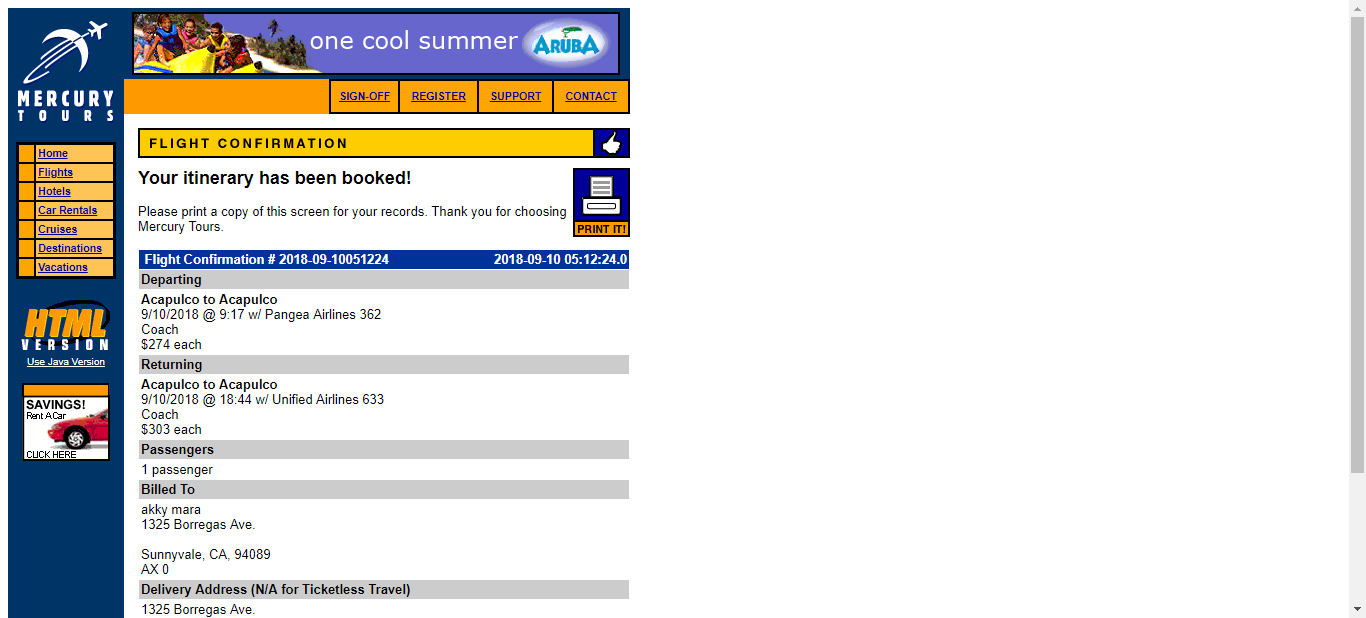 MERCURY
TOURS
one cool summer ARUBA
SIGN-OFF REGISTER SUPPORT CONTACT
Home
Flights
Hotels
Car Rentals
Cruises
Destinations
Vacations
HTML
VERSION
Use Java Version
SAVINGS!
Rent A Car
CLICK HERE
FLIGHT CONFIRMATION
Your itinerary has been booked!
Please print a copy of this screen for your records. Thank you for choosing
Mercury Tours.
PRINT IT!
Flight Confirmation # 2018-09-10051224 2018-09-10 05:12:24.0
Departing
Acapulco to Acapulco
9/10/2018 @ 9:17 w/ Pangea Airlines 362
Coach
$274 each
Returning
Acapulco to Acapulco
9/10/2018 @ 18:44 w/ Unified Airlines 633
Coach
$303 each
Passengers
1 passenger
Billed To
akky mara
1325 Borregas Ave.
Sunnyvale, CA, 94089
AX 0
Delivery Address (N/A for Ticketless Travel)
1325 Borregas Ave.